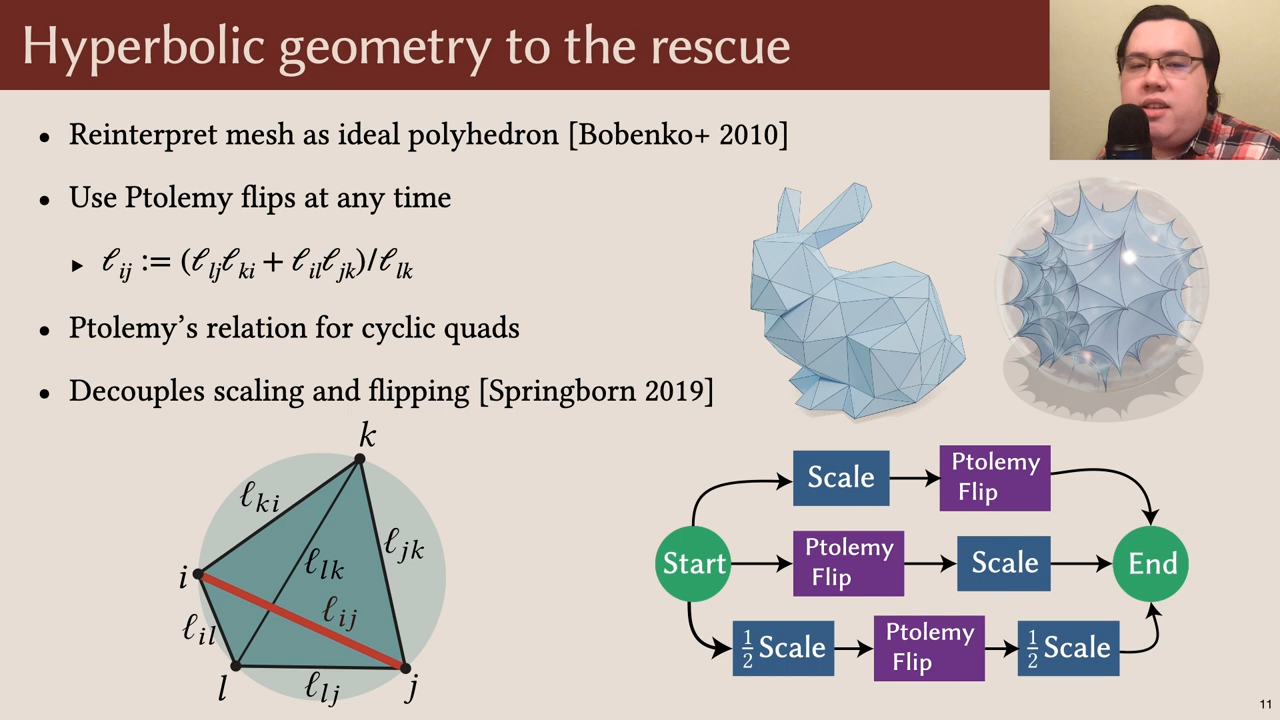 Hyperbolic geometry to the rescue
• Reinterpret mesh as ideal polyhedron [Bobenko+ 2010]
• Use Ptolemy flips at any time
▸ ℓij := (ℓljℓki + ℓilℓjk)/ℓlk
• Ptolemy’s relation for cyclic quads
• Decouples scaling and flipping [Springborn 2019]
k
ℓki
ℓjk
ℓlk
i
ℓij
ℓil
l
ℓlj
j
Scale
Ptolemy
Flip
Start
Ptolemy
Flip
Scale
End
½ Scale
Ptolemy
Flip
½ Scale
11